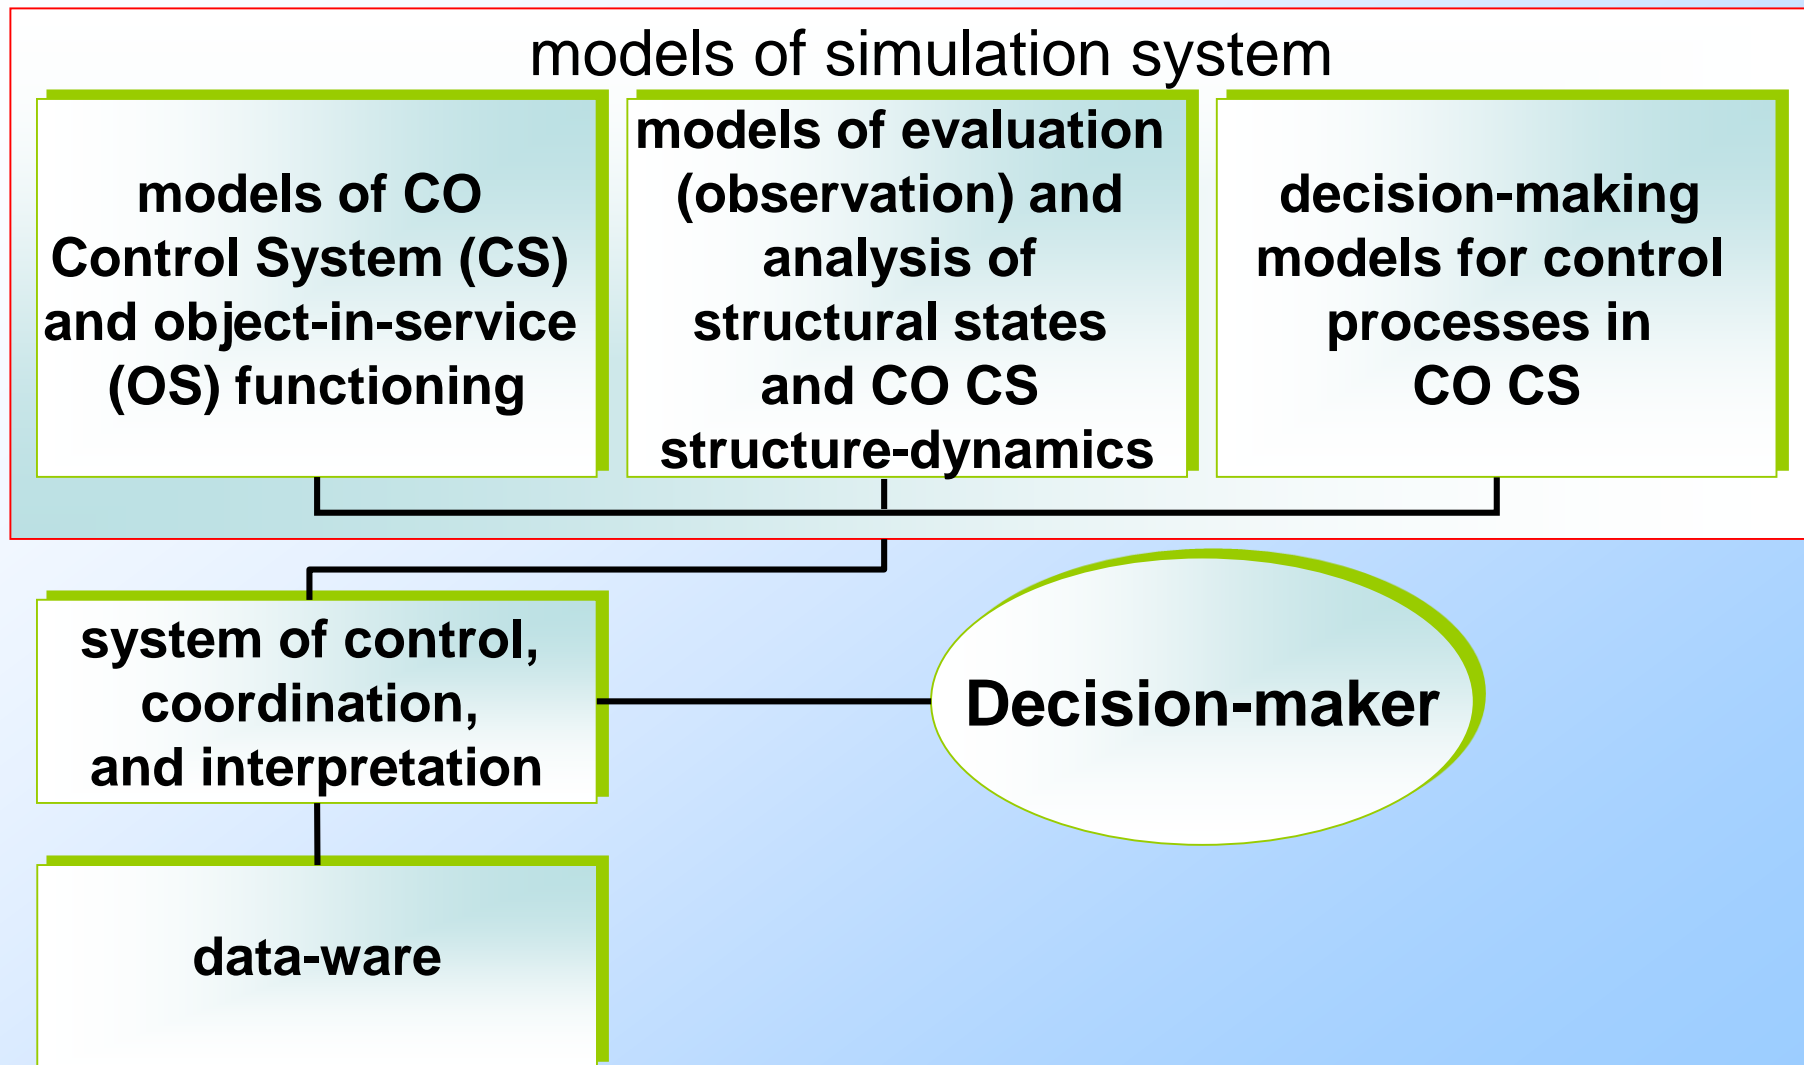 models of simulation system
models of CO
Control System (CS)
and object-in-service
(OS) functioning
models of evaluation
(observation) and
analysis of
structural states
and CO CS
structure-dynamics
decision-making
models for control
processes in
CO CS
system of control,
coordination,
and interpretation
Decision-maker
data-ware